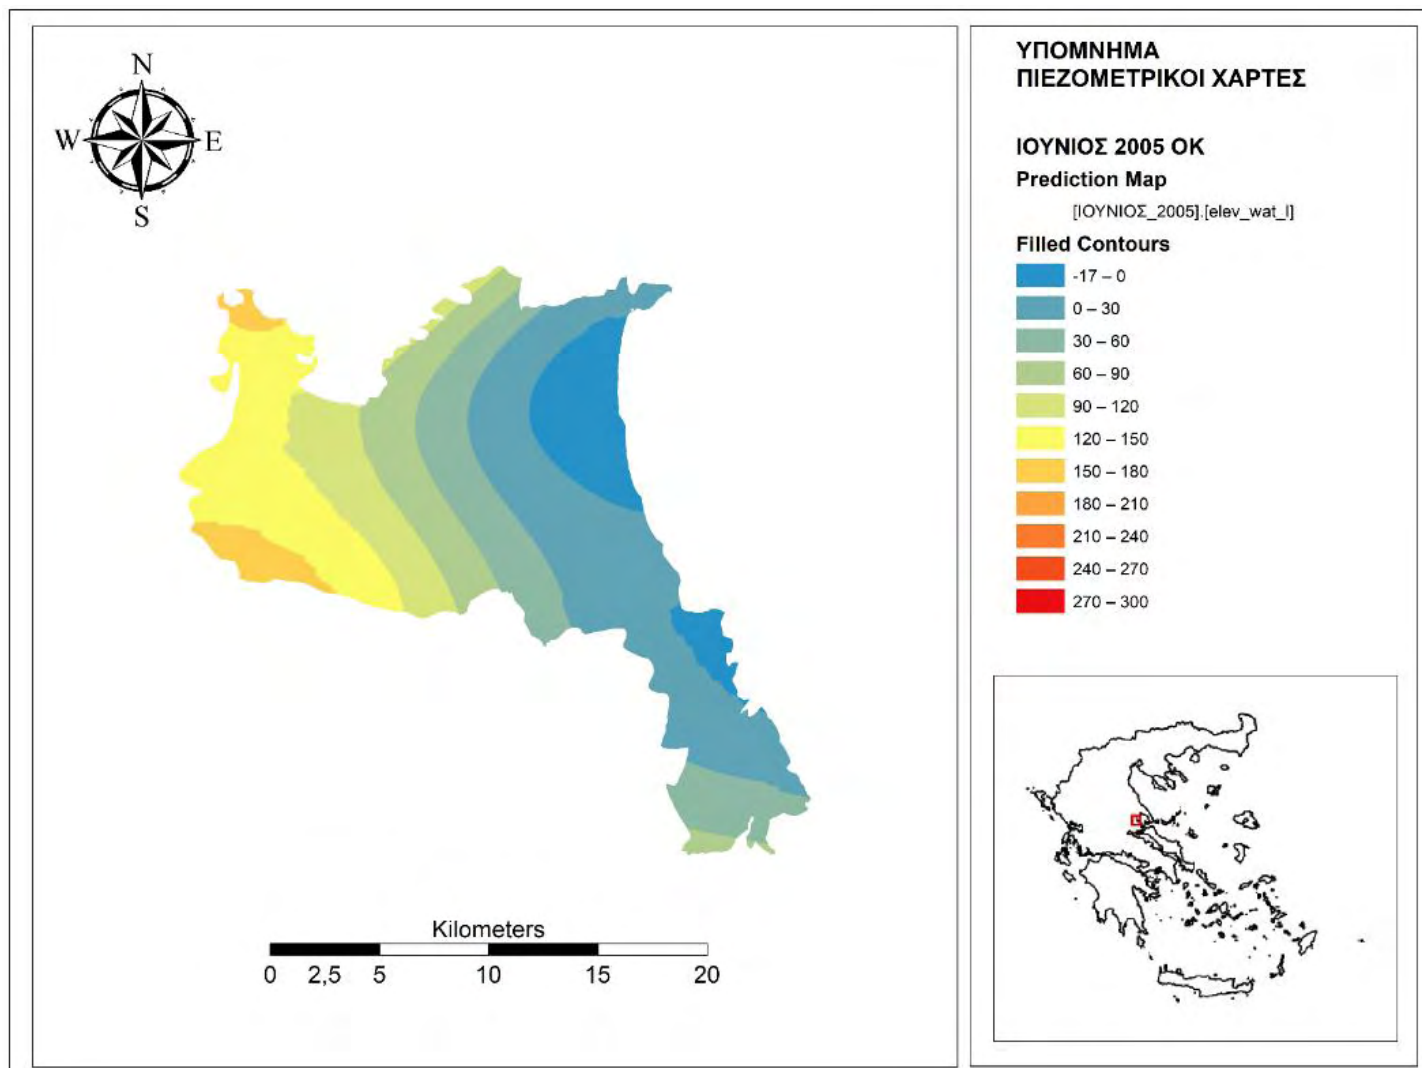 N
W
E
S
Kilometers
0 2,5 5 10 15 20
ΥΠΟΜΝΗΜΑ
ΠΙΕΖΟΜΕΤΡΙΚΟΙ ΧΑΡΤΕΣ
ΙΟΥΝΙΟΣ 2005 OK
Prediction Map
[ΙΟΥΝΙΟΣ_2005].[elev_wat_l]
Filled Contours
-17 – 0
0 – 30
30 – 60
60 – 90
90 – 120
120 – 150
150 – 180
180 – 210
210 – 240
240 – 270
270 – 300